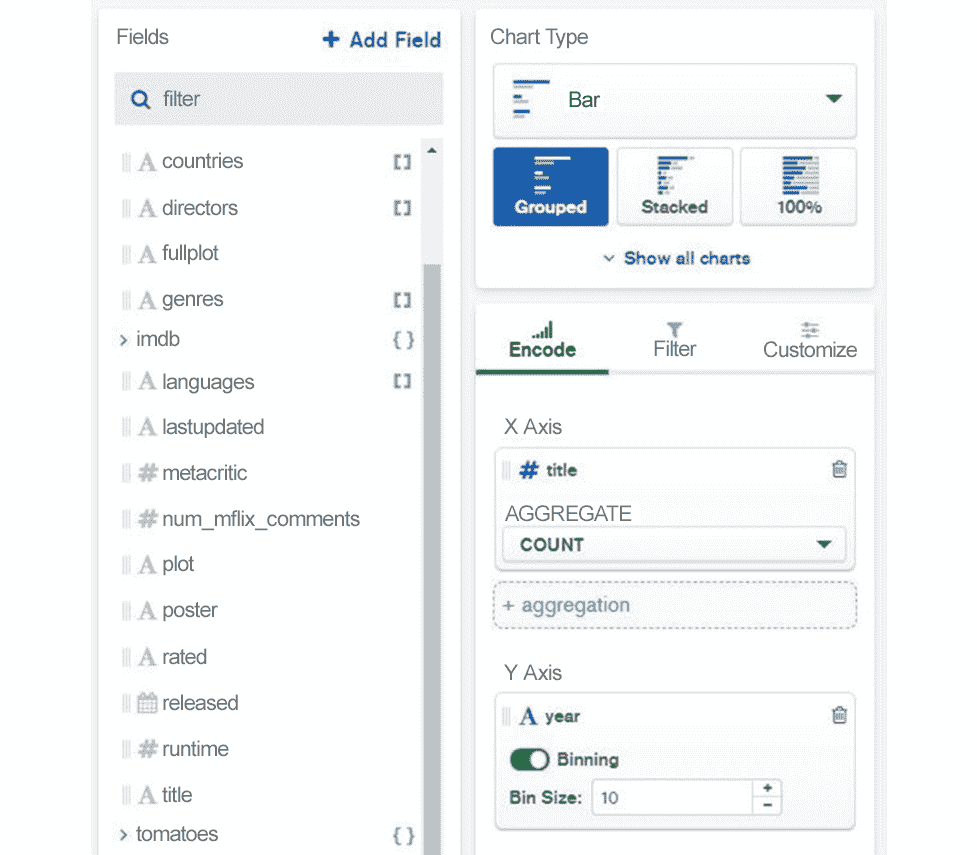 Fields
+ Add Field
filter
A countries []
A directors []
A fullplot
A genres []
> imdb {}
A languages []
A lastupdated
# metacritic
# num_mflix_comments
A plot
A poster
A rated
released
# runtime
A title
> tomatoes {}
Chart Type
Bar
Grouped Stacked 100%
Show all charts
Encode Filter Customize
X Axis
# title
AGGREGATE
COUNT
+ aggregation
Y Axis
A year
Binning
Bin Size: 10 + -